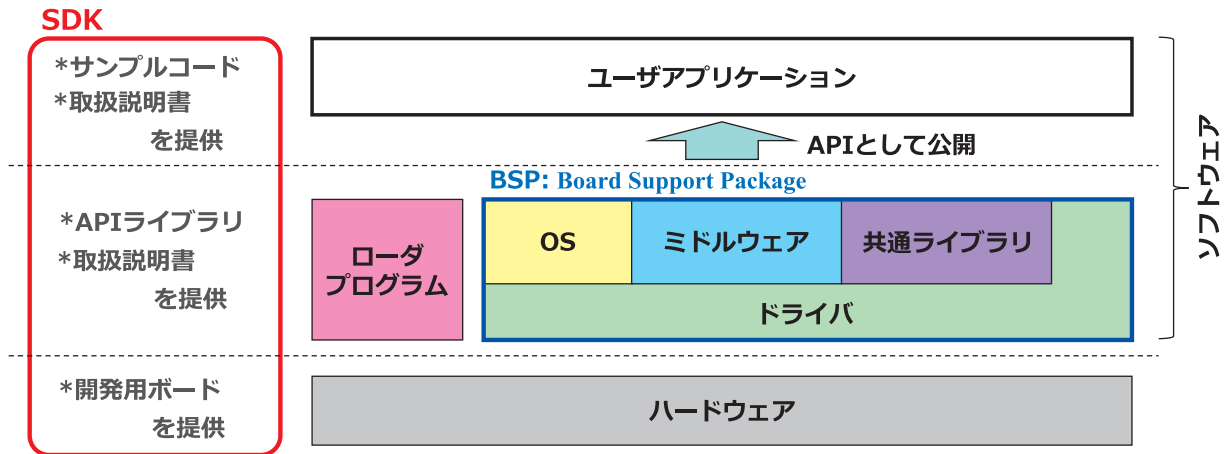 SDK
*サンプルコード
*取扱説明書
を提供
ユーザアプリケーション
APIとして公開
BSP: Board Support Package
*APIライブラリ
*取扱説明書
を提供
ローダ
プログラム
OS
ミドルウェア
共通ライブラリ
ドライバ
*開発用ボード
を提供
ハードウェア
ソフトウェア